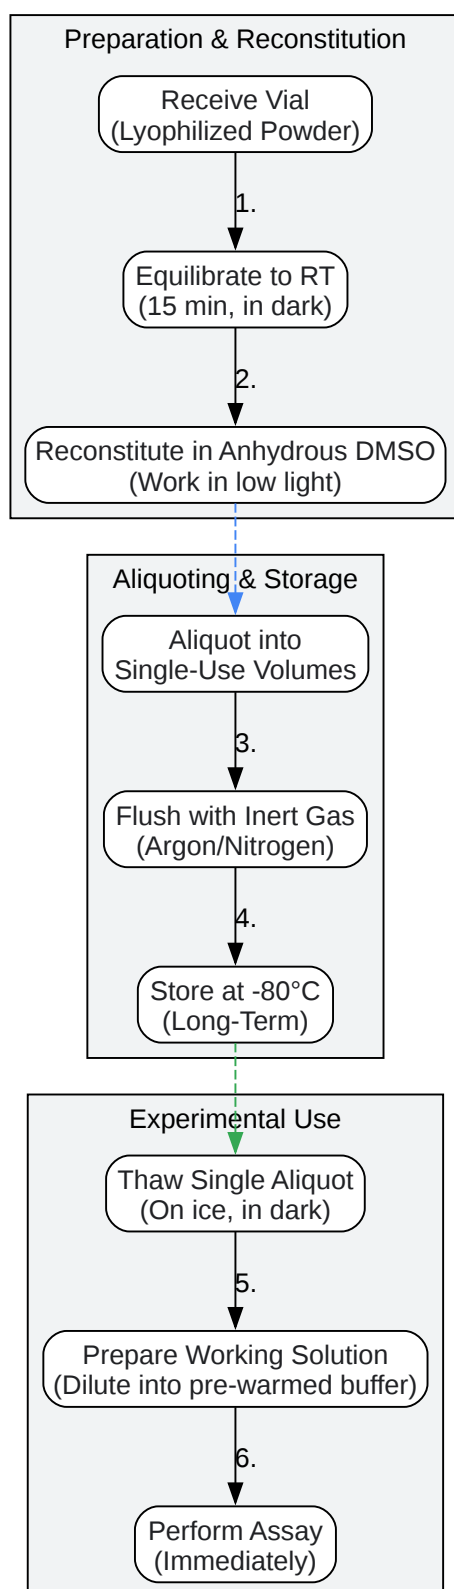 Preparation & Reconstitution
Receive Vial
(Lyophilized Powder)
1.
Equilibrate to RT
(15 min, in dark)
2.
Reconstitute in Anhydrous DMSO
(Work in low light)
Aliquoting & Storage
Aliquot into
Single-Use Volumes
3.
Flush with Inert Gas
(Argon/Nitrogen)
4.
Store at -80°C
(Long-Term)
Experimental Use
Thaw Single Aliquot
(On ice, in dark)
5.
Prepare Working Solution
(Dilute into pre-warmed buffer)
6.
Perform Assay
(Immediately)